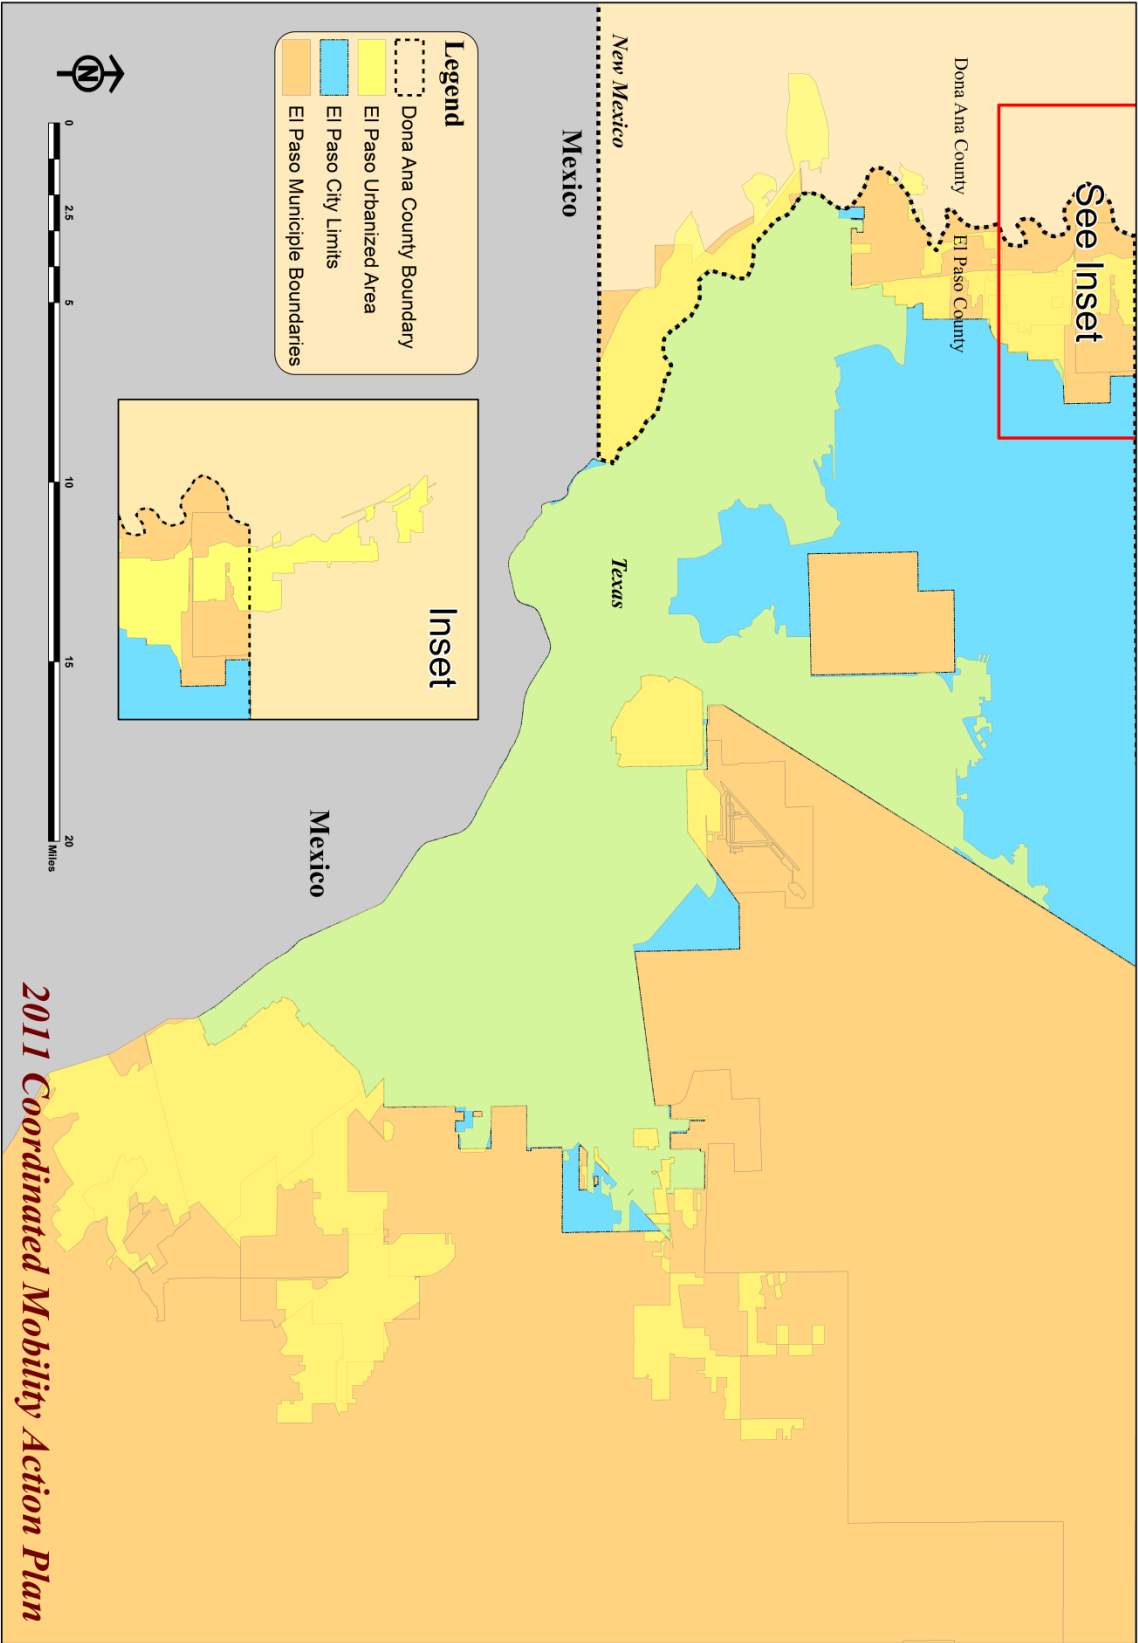 See Inset
Dona Ana County
El Paso County
New Mexico
Mexico
Texas
Legend
Dona Ana County Boundary
El Paso Urbanized Area
El Paso City Limits
El Paso Municiple Boundaries
Inset
Mexico
N
0 2.5 5 10 15 20
Miles
2011 Coordinated Mobility Action Plan